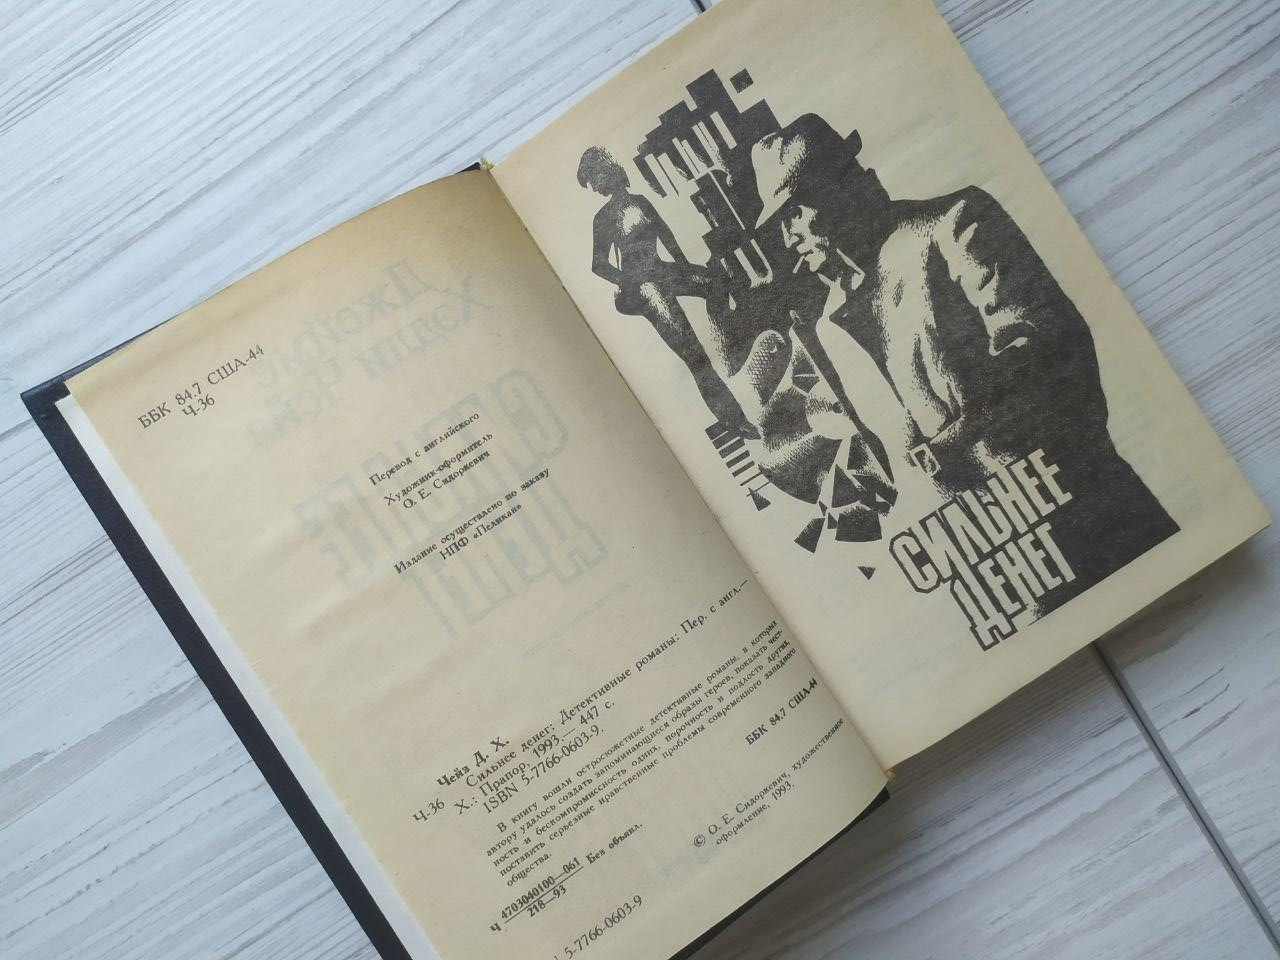 ББК 84.7 США-44
Ч-36
Перевод с английского
Художник-оформитель
О. Е. Сидоркевич
Издание осуществлено по заказу
НПФ «Пеликан»
Чейз Д. Х.
Ч-36 Сильнее денег: Детективные романы: Пер. с англ.—
Х.: Прапор, 1993.— 447 с.
ISBN 5-7766-0603-9.
В книгу вошли остросюжетные детективные романы, в которых
автору удалось создать запоминающиеся образы героев, показать чест-
ность и бескомпромиссность одних, порочность и подлость других,
поставить серьезные нравственные проблемы современного западного
общества.
Ч 4703040100—061 Без объявл.
218—93
ББК 84.7 США-44
© О. Е. Сидоркевич, художественное
оформление, 1993.
5-7766-0603-9
СИЛЬНЕЕ
ДЕНЕГ